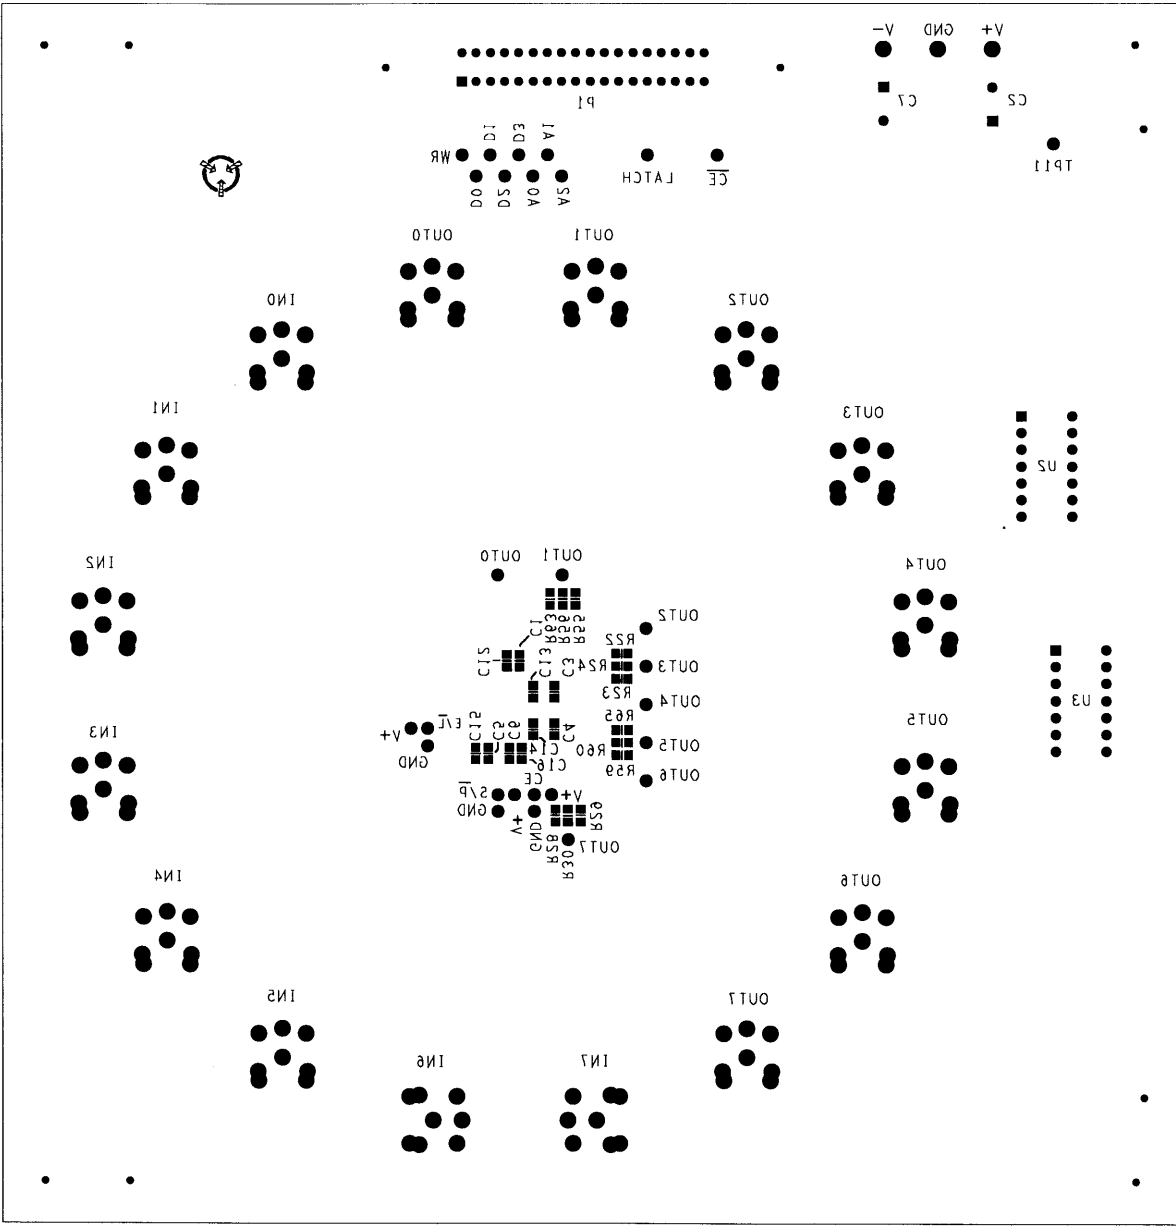 V-
GND
V+
C7
C2
P1
TP11
WR
D1
D3
A1
D0
D2
A0
A2
LATCH
CE
OUT0
OUT1
IN0
OUT2
IN1
OUT3
U2
IN2
OUT0
OUT1
OUT4
R63
R56
R55
OUT2
C1
C12
C13
C3
R22
R24
R23
OUT3
OUT4
U3
IN3
V+
E/L
GND
C15
C5
C6
C14
C16
C4
R65
R60
R59
OUT5
OUT6
OUT5
CE
S/P
GND
V+
GND
V+
R28
R30
R29
OUT7
IN4
OUT6
IN5
OUT7
IN6
IN7